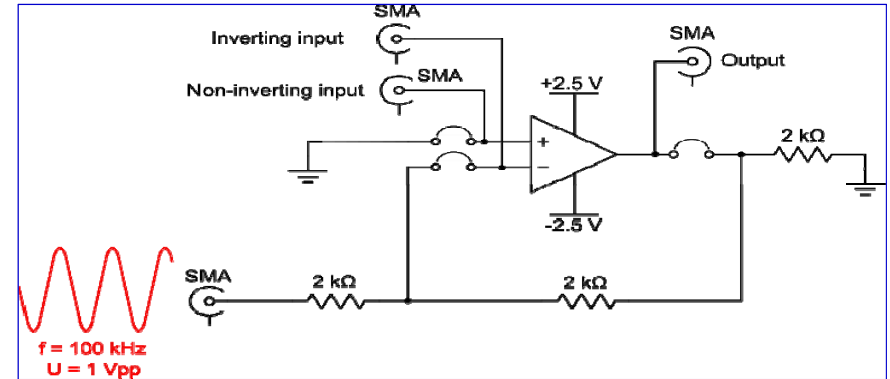 SMA
Inverting input
SMA
Output
SMA
Non-inverting input
+2.5 V
2 kΩ
+
−
-2.5 V
SMA
2 kΩ
2 kΩ
f = 100 kHz
U = 1 Vpp